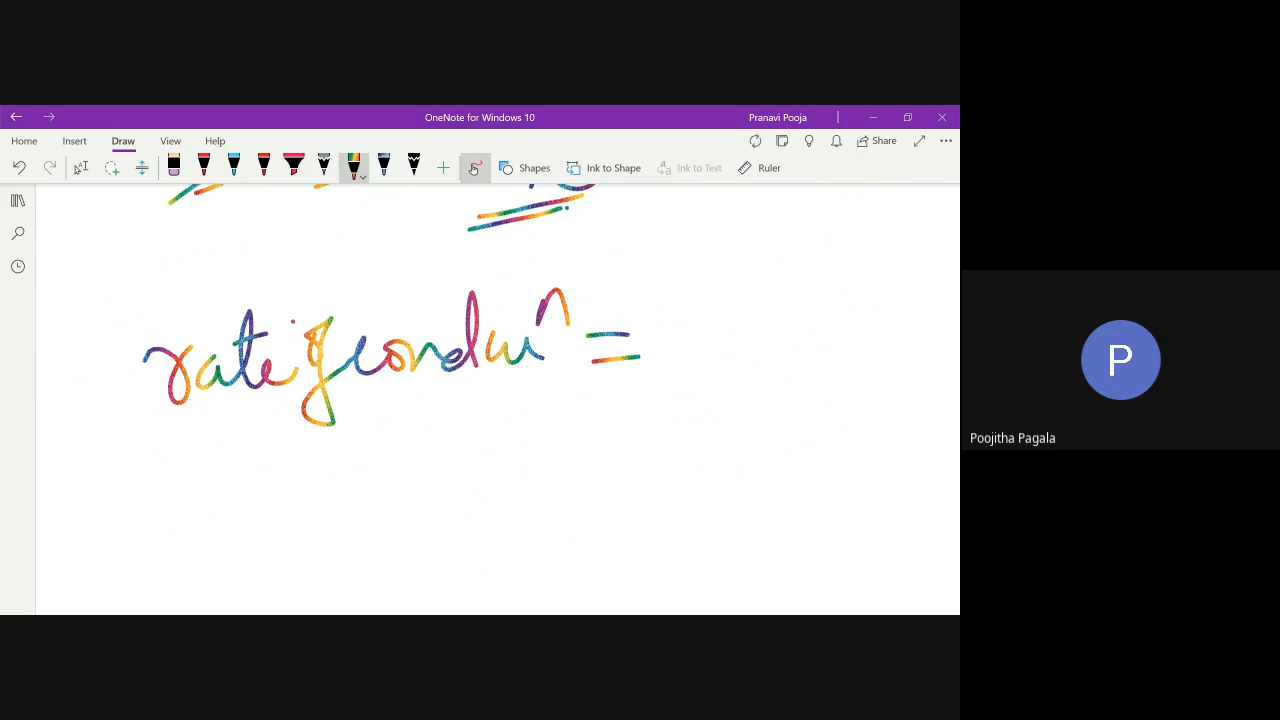 OneNote for Windows 10
Pranavi Pooja
Home Insert Draw View Help
Share
Shapes Ink to Shape Ink to Text Ruler
rate of condunⁿ =
P
Poojitha Pagala